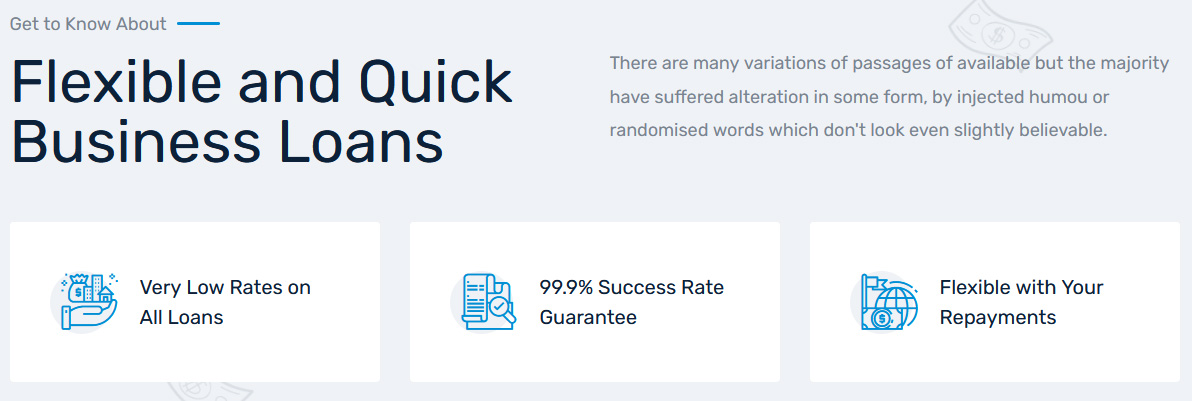 Get to Know About
Flexible and Quick
Business Loans
There are many variations of passages of available but the majority
have suffered alteration in some form, by injected humou or
randomised words which don't look even slightly believable.
Very Low Rates on
All Loans
99.9% Success Rate
Guarantee
Flexible with Your
Repayments